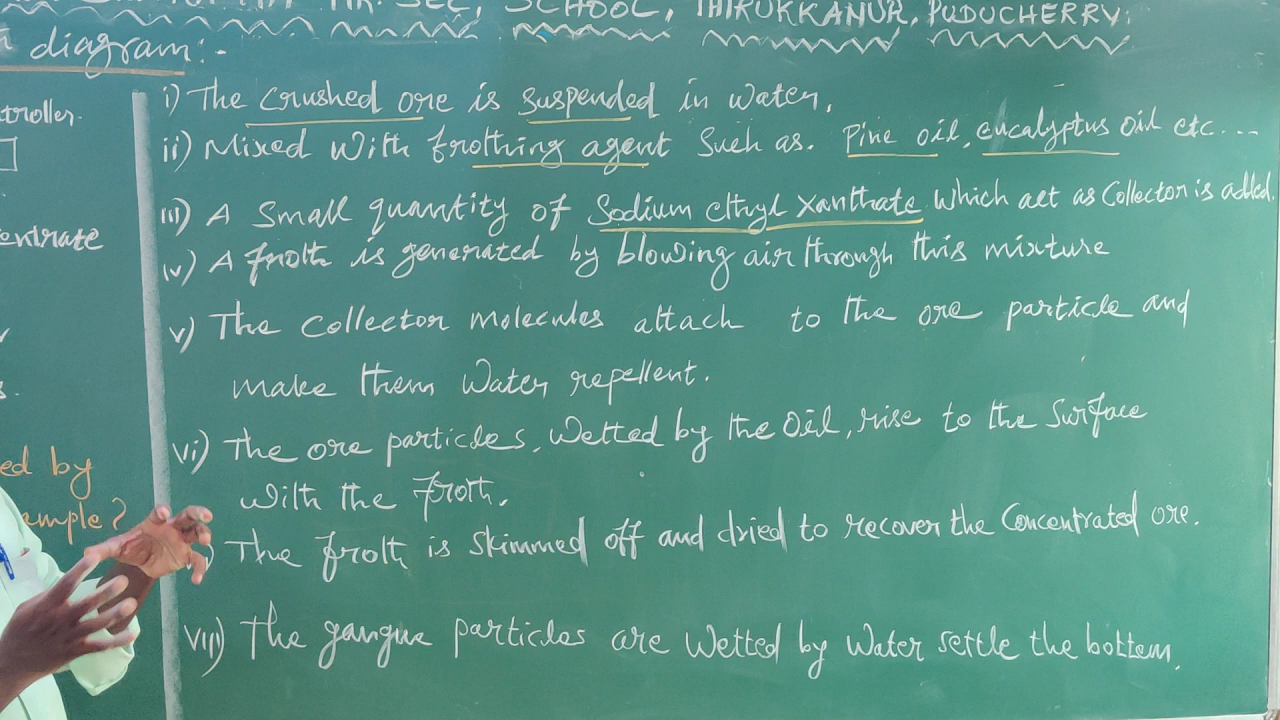 HR. SEC, SCHOOL, THIRUKKANUR, PUDUCHERRY.
diagram:-
troller.
entrate
s.
ed by
ample?
i) The crushed ore is suspended in water.
ii) Mixed with frothing agent such as. Pine oil, eucalyptus oil etc...
iii) A small quantity of Sodium ethyl xanthate which act as collector is added.
iv) A froth is generated by blowing air through this mixture
v) The collector molecules attach to the ore particle and
make them water repellent.
vi) The ore particles, wetted by the oil, rise to the surface
with the froth.
) The froth is skimmed off and dried to recover the concentrated ore.
viii) The gangue particles are wetted by water settle the bottem.